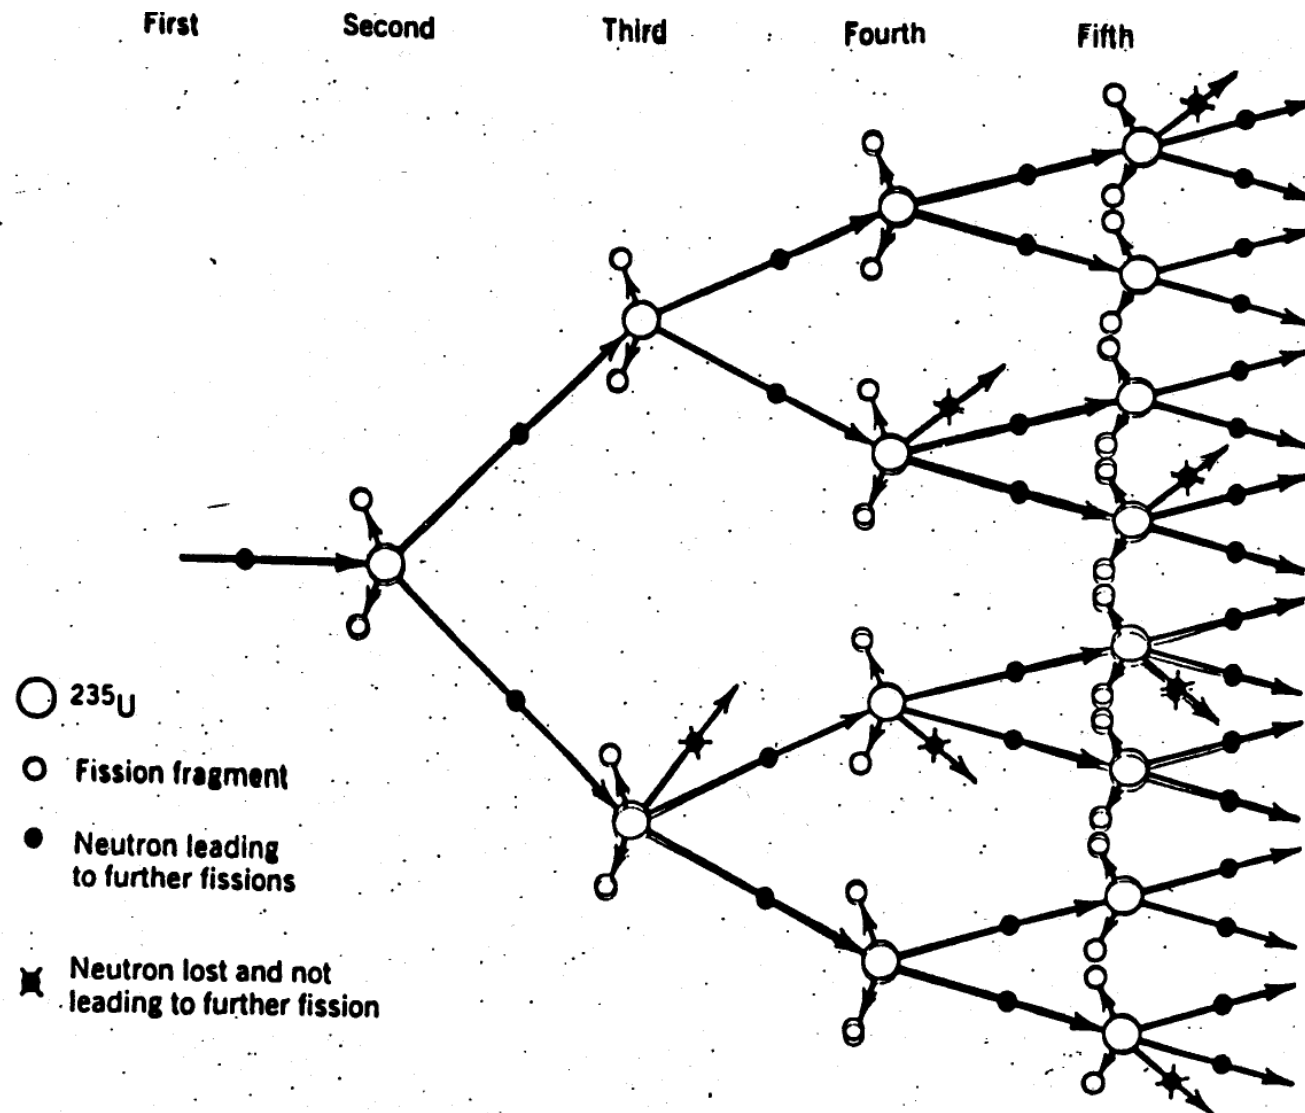 First Second Third Fourth Fifth
235U
Fission fragment
Neutron leading
to further fissions
Neutron lost and not
leading to further fission